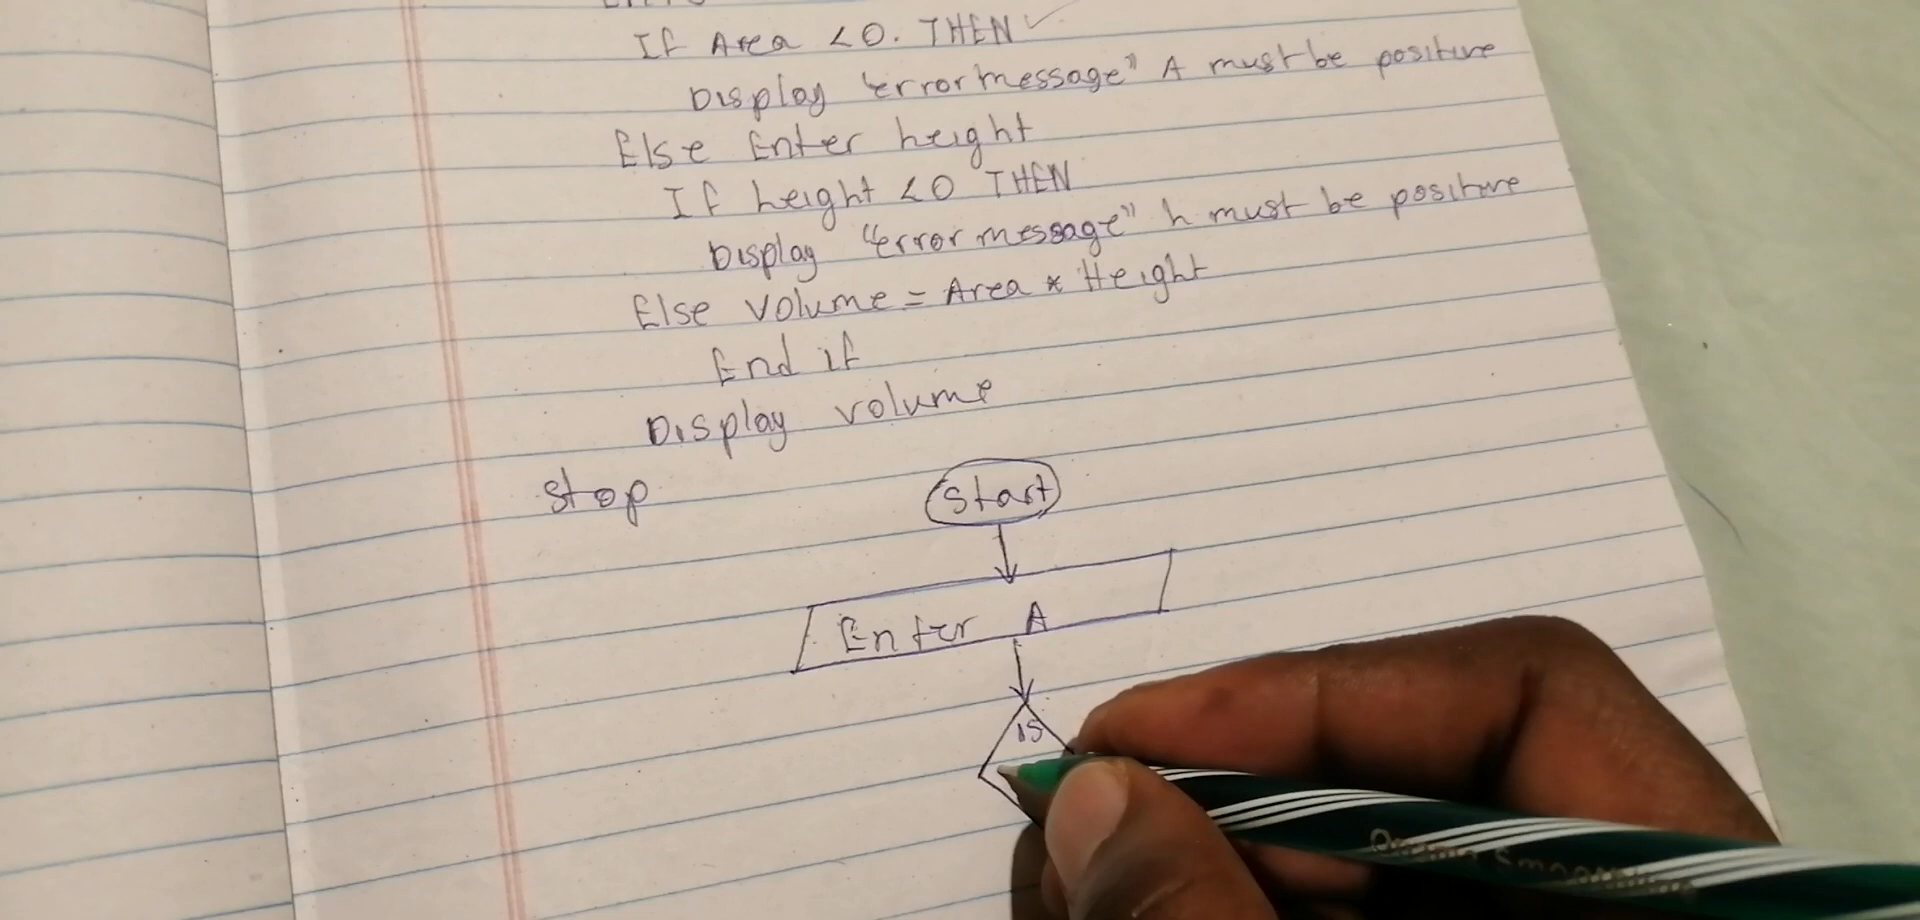 If Area <0. THEN
Display "error message" A must be positive
Else Enter height
If height <0 THEN
Display "error message" h must be positive
Else volume = Area * Height
End if
Display volume
Stop
Start
Enter A
is